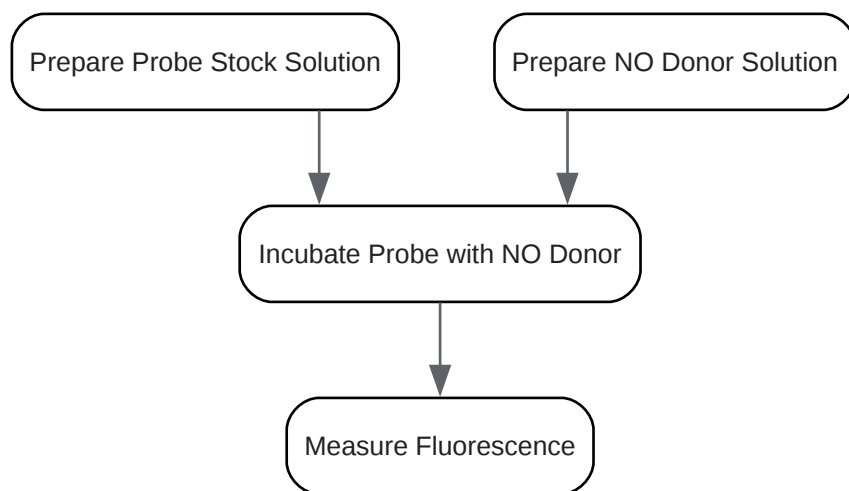 Prepare Probe Stock Solution
Prepare NO Donor Solution
Incubate Probe with NO Donor
Measure Fluorescence